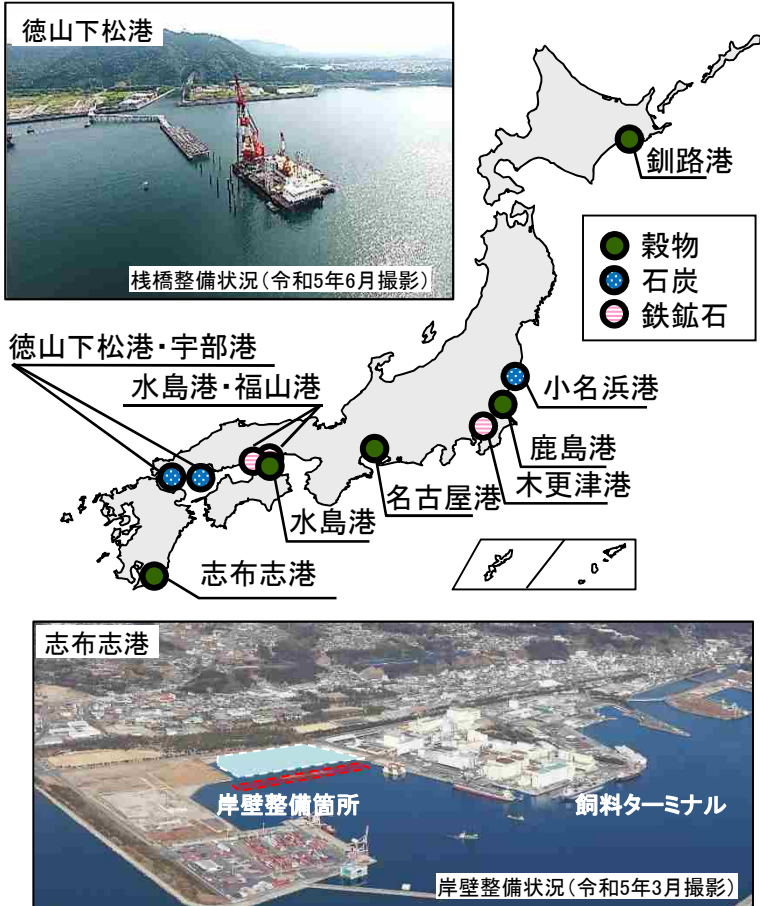 徳山下松港
桟橋整備状況(令和5年6月撮影)
釧路港
穀物
石炭
鉄鉱石
徳山下松港・宇部港
水島港・福山港
小名浜港
鹿島港
木更津港
名古屋港
水島港
志布志港
志布志港
岸壁整備箇所
飼料ターミナル
岸壁整備状況(令和5年3月撮影)